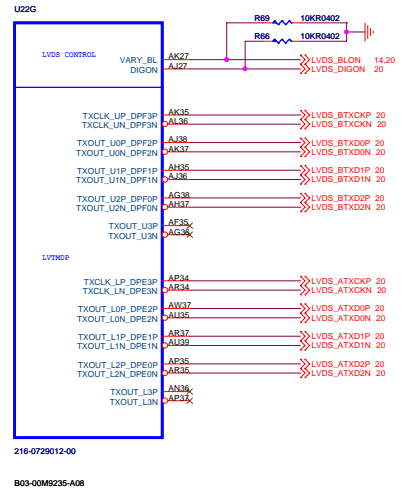 U22G
R69 10KR0402
R66 10KR0402
LVDS CONTROL
VARY_BL AK27 LVDS_BLON 14,20
DIGON AJ27 LVDS_DIGON 20
TXCLK_UP_DPF3P AK35 LVDS_BTXCKP 20
TXCLK_UN_DPF3N AL36 LVDS_BTXCKN 20
TXOUT_U0P_DPF2P AJ38 LVDS_BTXD0P 20
TXOUT_U0N_DPF2N AK37 LVDS_BTXD0N 20
TXOUT_U1P_DPF1P AH35 LVDS_BTXD1P 20
TXOUT_U1N_DPF1N AJ36 LVDS_BTXD1N 20
TXOUT_U2P_DPF0P AG38 LVDS_BTXD2P 20
TXOUT_U2N_DPF0N AH37 LVDS_BTXD2N 20
TXOUT_U3P AF35
TXOUT_U3N AG36
LVTMDP
TXCLK_LP_DPE3P AP34 LVDS_ATXCKP 20
TXCLK_LN_DPE3N AR34 LVDS_ATXCKN 20
TXOUT_L0P_DPE2P AW37 LVDS_ATXD0P 20
TXOUT_L0N_DPE2N AU35 LVDS_ATXD0N 20
TXOUT_L1P_DPE1P AR37 LVDS_ATXD1P 20
TXOUT_L1N_DPE1N AU39 LVDS_ATXD1N 20
TXOUT_L2P_DPE0P AP35 LVDS_ATXD2P 20
TXOUT_L2N_DPE0N AR35 LVDS_ATXD2N 20
TXOUT_L3P AN36
TXOUT_L3N AP37
216-0729012-00
B03-00M9235-A08